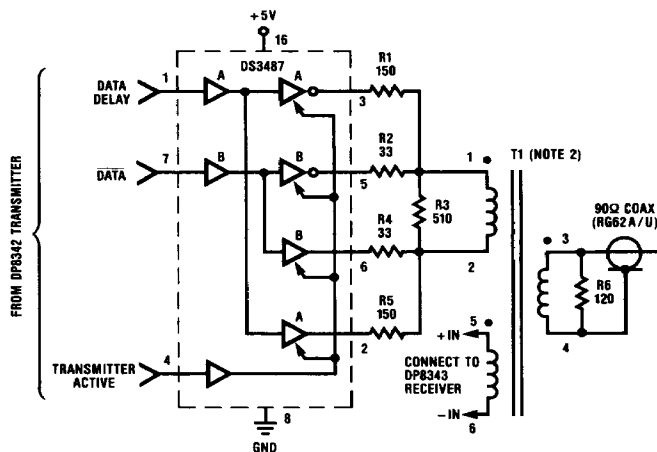 +5V
16
DS3487
DATA
DELAY
1
A
A
3
R1
150
DATA
7
B
B
5
R2
33
R3
510
1
T1 (NOTE 2)
B
6
R4
33
2
90Ω COAX
(RG62A/U)
3
R6
120
4
A
2
R5
150
5
+IN
CONNECT TO
DP8343
RECEIVER
-IN
6
TRANSMITTER
ACTIVE
4
8
GND
FROM DP8342 TRANSMITTER